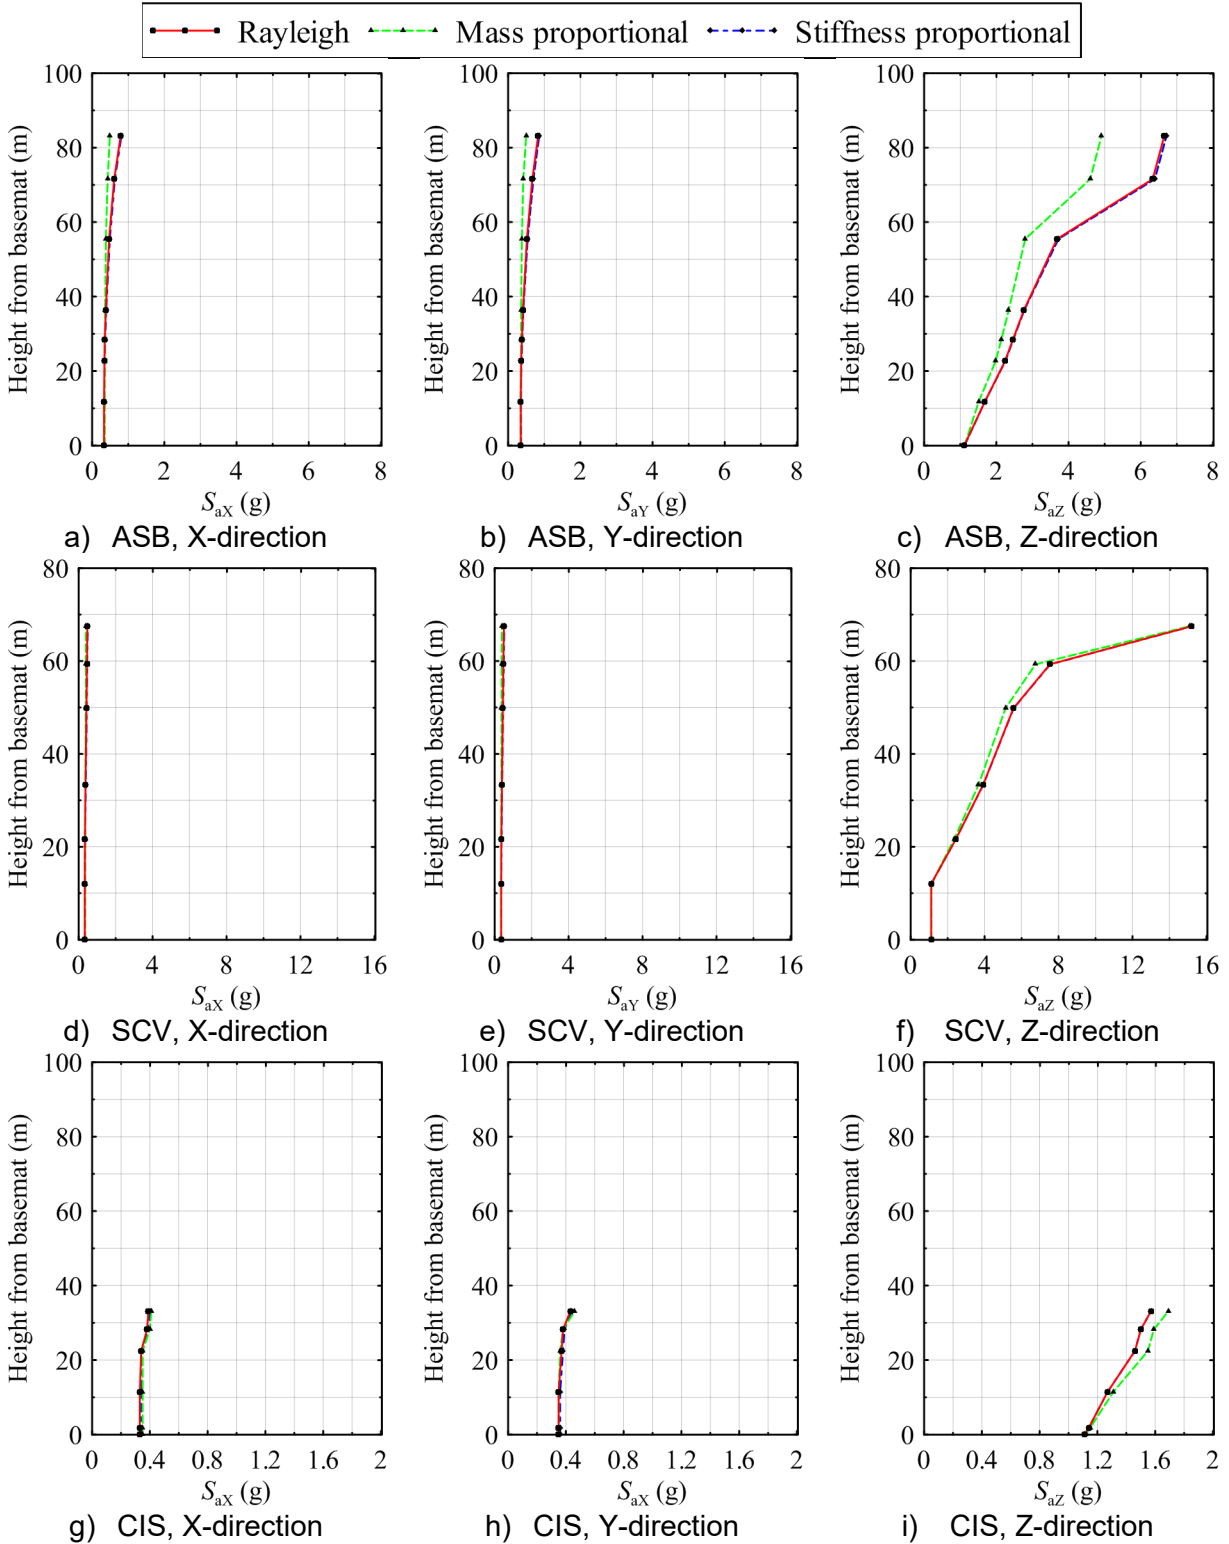 Rayleigh Mass proportional Stiffness proportional
100
80
60
40
20
0
Height from basemat (m)
0 2 4 6 8
SaX (g)
a) ASB, X-direction
100
80
60
40
20
0
Height from basemat (m)
0 2 4 6 8
SaY (g)
b) ASB, Y-direction
100
80
60
40
20
0
Height from basemat (m)
0 2 4 6 8
SaZ (g)
c) ASB, Z-direction
80
60
40
20
0
Height from basemat (m)
0 4 8 12 16
SaX (g)
d) SCV, X-direction
80
60
40
20
0
Height from basemat (m)
0 4 8 12 16
SaY (g)
e) SCV, Y-direction
80
60
40
20
0
Height from basemat (m)
0 4 8 12 16
SaZ (g)
f) SCV, Z-direction
100
80
60
40
20
0
Height from basemat (m)
0 0.4 0.8 1.2 1.6 2
SaX (g)
g) CIS, X-direction
100
80
60
40
20
0
Height from basemat (m)
0 0.4 0.8 1.2 1.6 2
SaX (g)
h) CIS, Y-direction
100
80
60
40
20
0
Height from basemat (m)
0 0.4 0.8 1.2 1.6 2
SaZ (g)
i) CIS, Z-direction